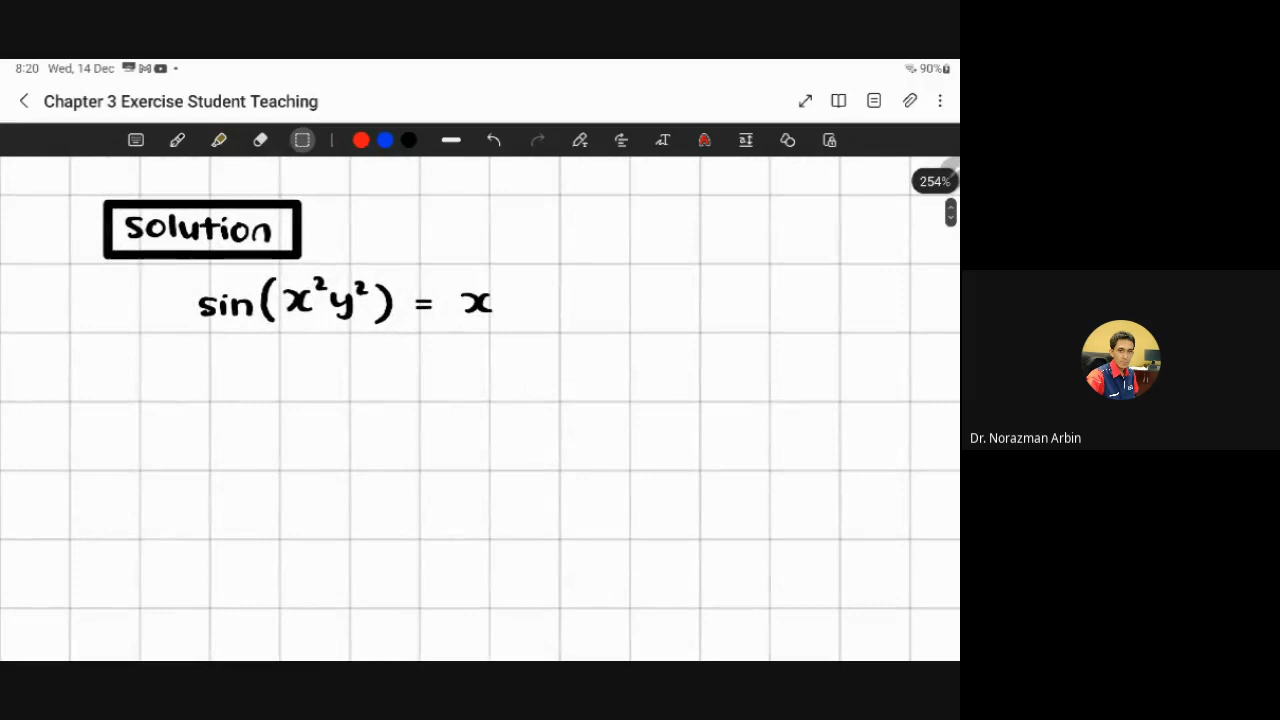 8:20 Wed, 14 Dec 90%
Chapter 3 Exercise Student Teaching
254%
Solution
sin(x²y²) = x
Dr. Norazman Arbin